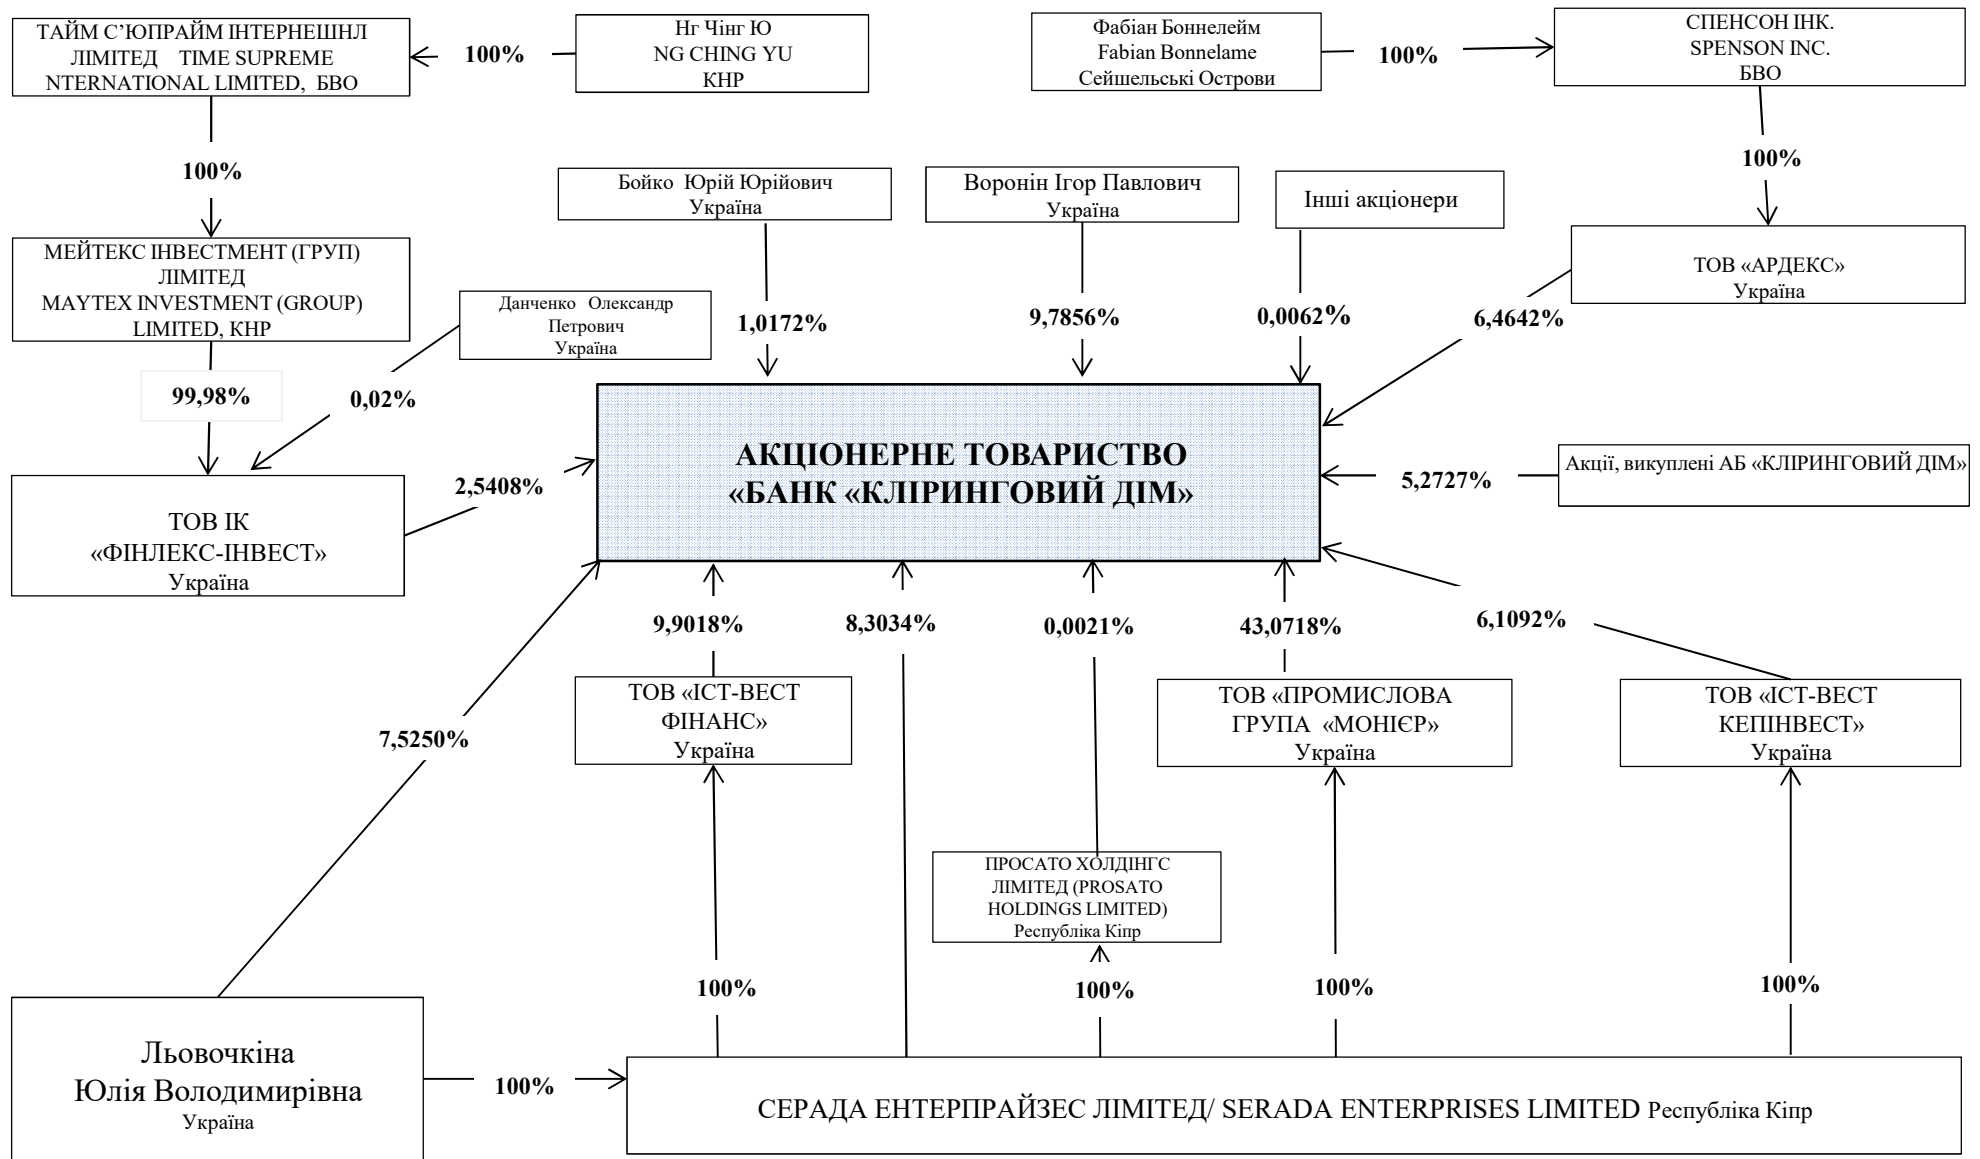 ТАЙМ С’ЮПРАЙМ ІНТЕРНЕШНЛ
ЛІМІТЕД TIME SUPREME
NTERNATIONAL LIMITED, БВО
100%
Нг Чінг Ю
NG CHING YU
КНР
Фабіан Боннелейм
Fabian Bonnelame
Сейшельські Острови
100%
СПЕНСОН ІНК.
SPENSON INC.
БВО
100%
100%
Бойко Юрій Юрійович
Україна
Воронін Ігор Павлович
Україна
Інші акціонери
МЕЙТЕКС ІНВЕСТМЕНТ (ГРУП)
ЛІМІТЕД
MAYTEX INVESTMENT (GROUP)
LIMITED, КНР
ТОВ «АРДЕКС»
Україна
Данченко Олександр
Петрович
Україна
1,0172%
9,7856%
0,0062%
6,4642%
99,98%
0,02%
АКЦІОНЕРНЕ ТОВАРИСТВО
«БАНК «КЛІРИНГОВИЙ ДІМ»
2,5408%
5,2727%
Акції, викуплені АБ «КЛІРИНГОВИЙ ДІМ»
ТОВ ІК
«ФІНЛЕКС-ІНВЕСТ»
Україна
9,9018%
8,3034%
0,0021%
43,0718%
6,1092%
7,5250%
ТОВ «ІСТ-ВЕСТ
ФІНАНС»
Україна
ТОВ «ПРОМИСЛОВА
ГРУПА «МОНІЄР»
Україна
ТОВ «ІСТ-ВЕСТ
КЕПІНВЕСТ»
Україна
ПРОСАТО ХОЛДІНГС
ЛІМІТЕД (PROSATO
HOLDINGS LIMITED)
Республіка Кіпр
100%
100%
100%
100%
Льовочкіна
Юлія Володимирівна
Україна
100%
СЕРАДА ЕНТЕРПРАЙЗЕС ЛІМІТЕД/ SERADA ENTERPRISES LIMITED Республіка Кіпр